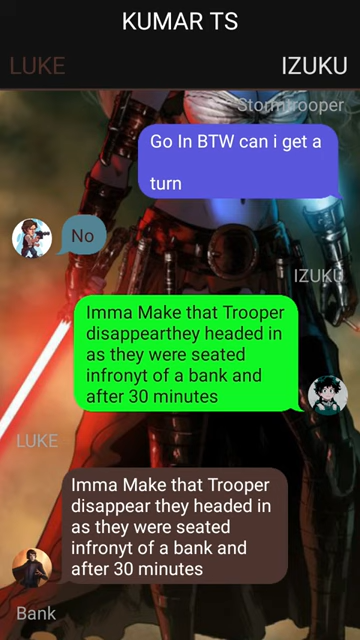 KUMAR TS
LUKE
IZUKU
Stormtrooper
Go In BTW can i get a
turn
No
IZUKU
Imma Make that Trooper
disappearthey headed in
as they were seated
infronyt of a bank and
after 30 minutes
LUKE
Imma Make that Trooper
disappear they headed in
as they were seated
infronyt of a bank and
after 30 minutes
Bank